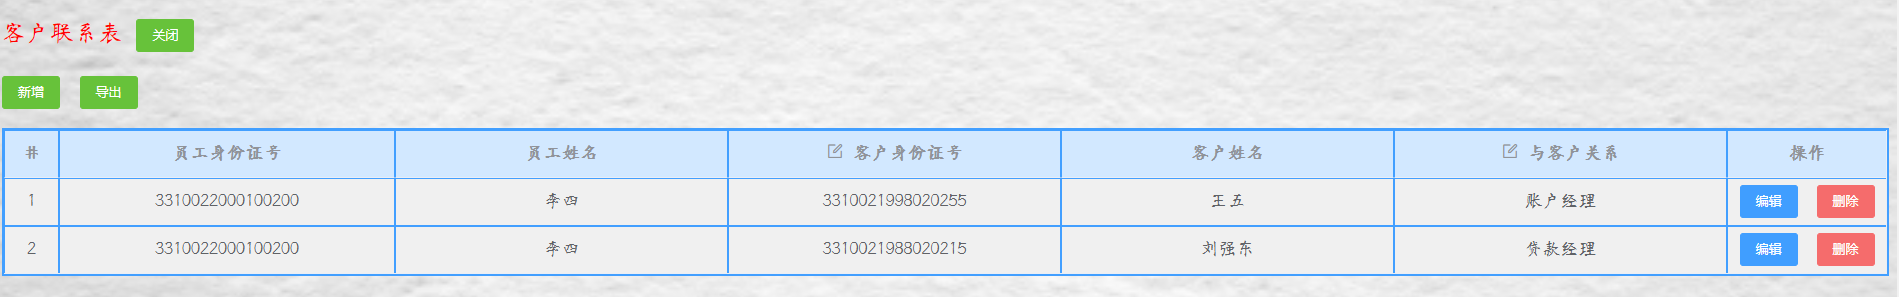 客户联系表 关闭
新增 导出
# 员工身份证号 员工姓名 客户身份证号 客户姓名 与客户关系 操作
1 3310022000100200 李四 3310021998020255 王五 账户经理 编辑 删除
2 3310022000100200 李四 3310021988020215 刘强东 贷款经理 编辑 删除